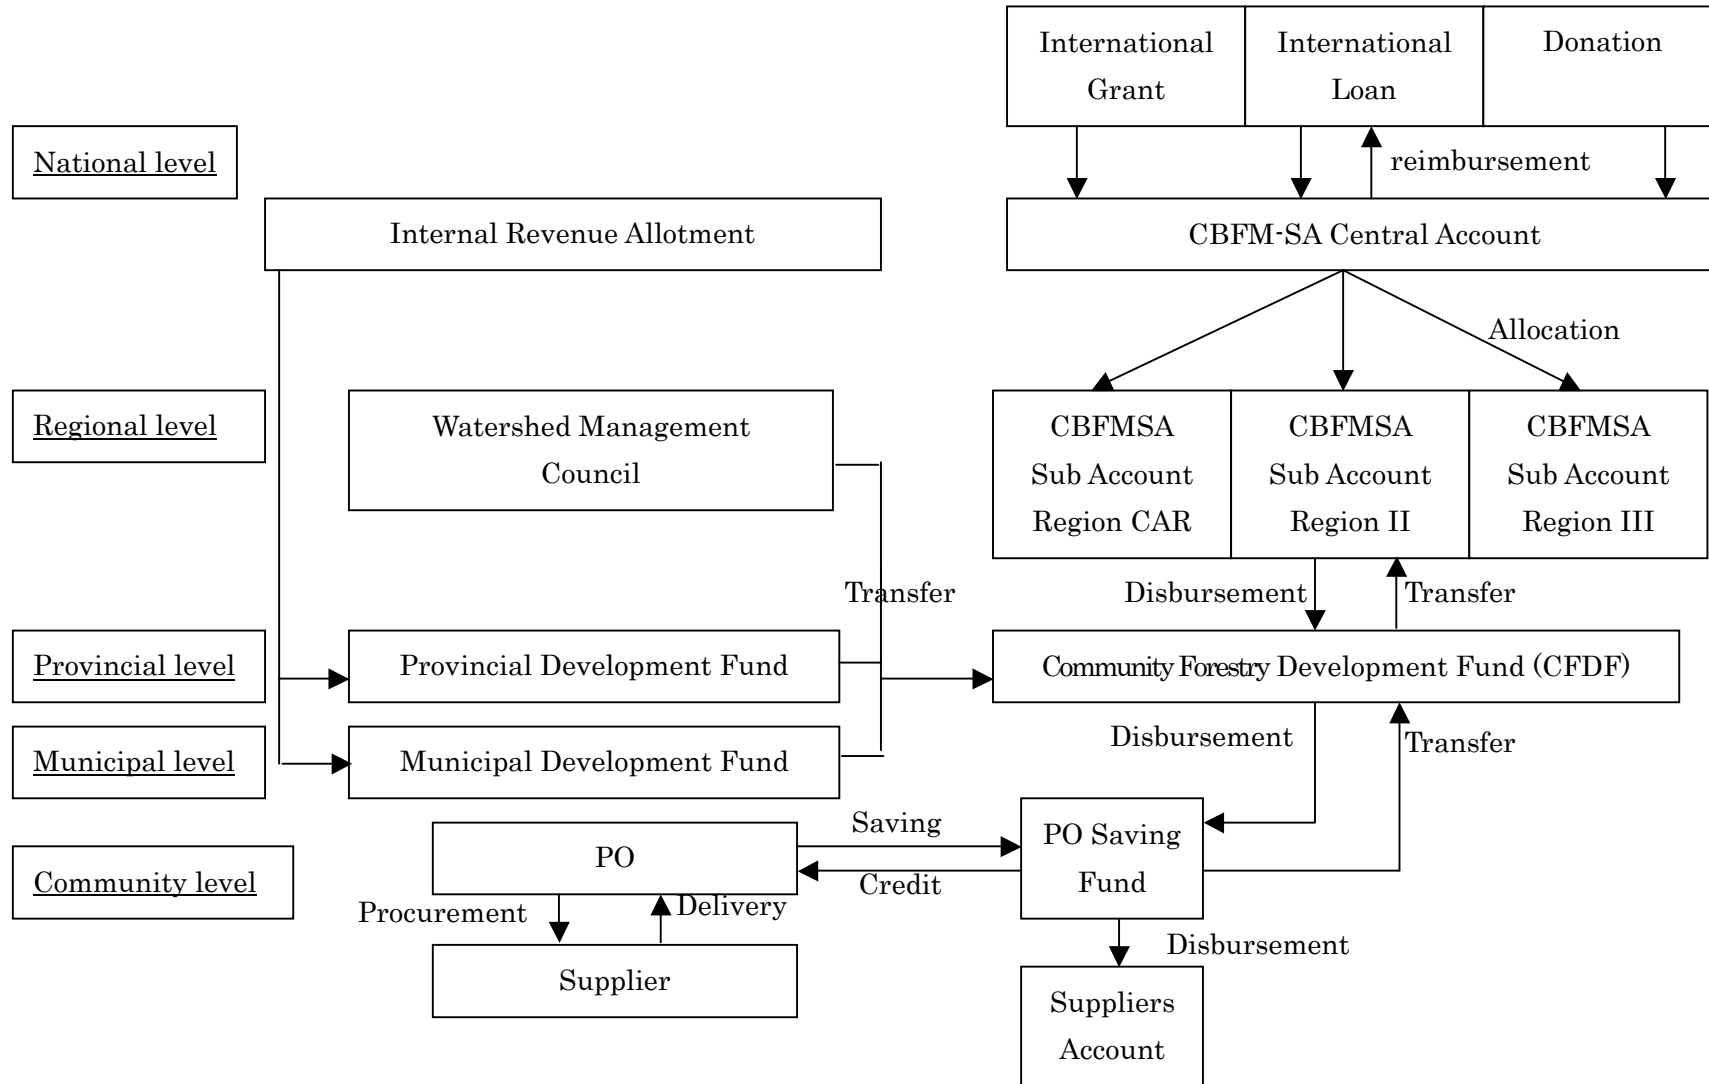 International
Grant
International
Loan
Donation
National level
reimbursement
Internal Revenue Allotment
CBFM-SA Central Account
Allocation
Regional level
Watershed Management
Council
CBFMSA
Sub Account
Region CAR
CBFMSA
Sub Account
Region II
CBFMSA
Sub Account
Region III
Transfer
Disbursement
Transfer
Provincial level
Provincial Development Fund
Community Forestry Development Fund (CFDF)
Municipal level
Municipal Development Fund
Disbursement
Transfer
Saving
PO
PO Saving
Fund
Community level
Credit
Procurement
Delivery
Disbursement
Supplier
Suppliers
Account